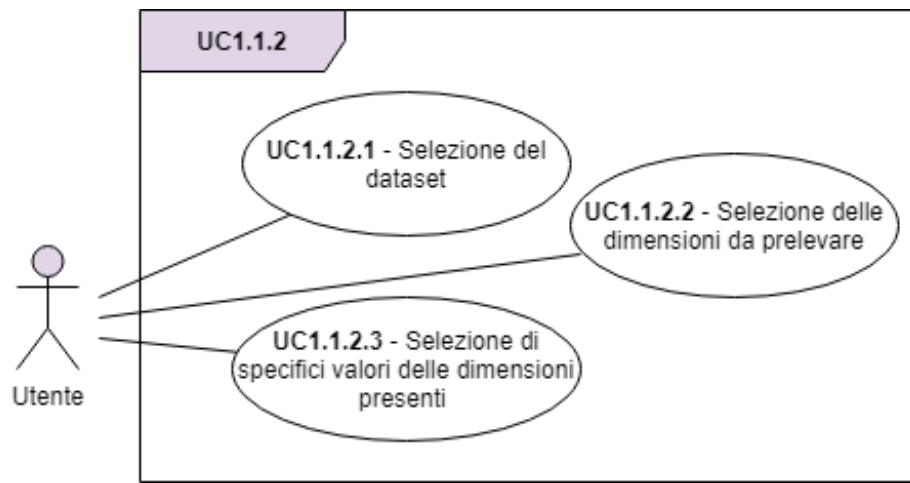 UC1.1.2
UC1.1.2.1 - Selezione del
dataset
UC1.1.2.2 - Selezione delle
dimensioni da prelevare
UC1.1.2.3 - Selezione di
specifici valori delle dimensioni
presenti
Utente